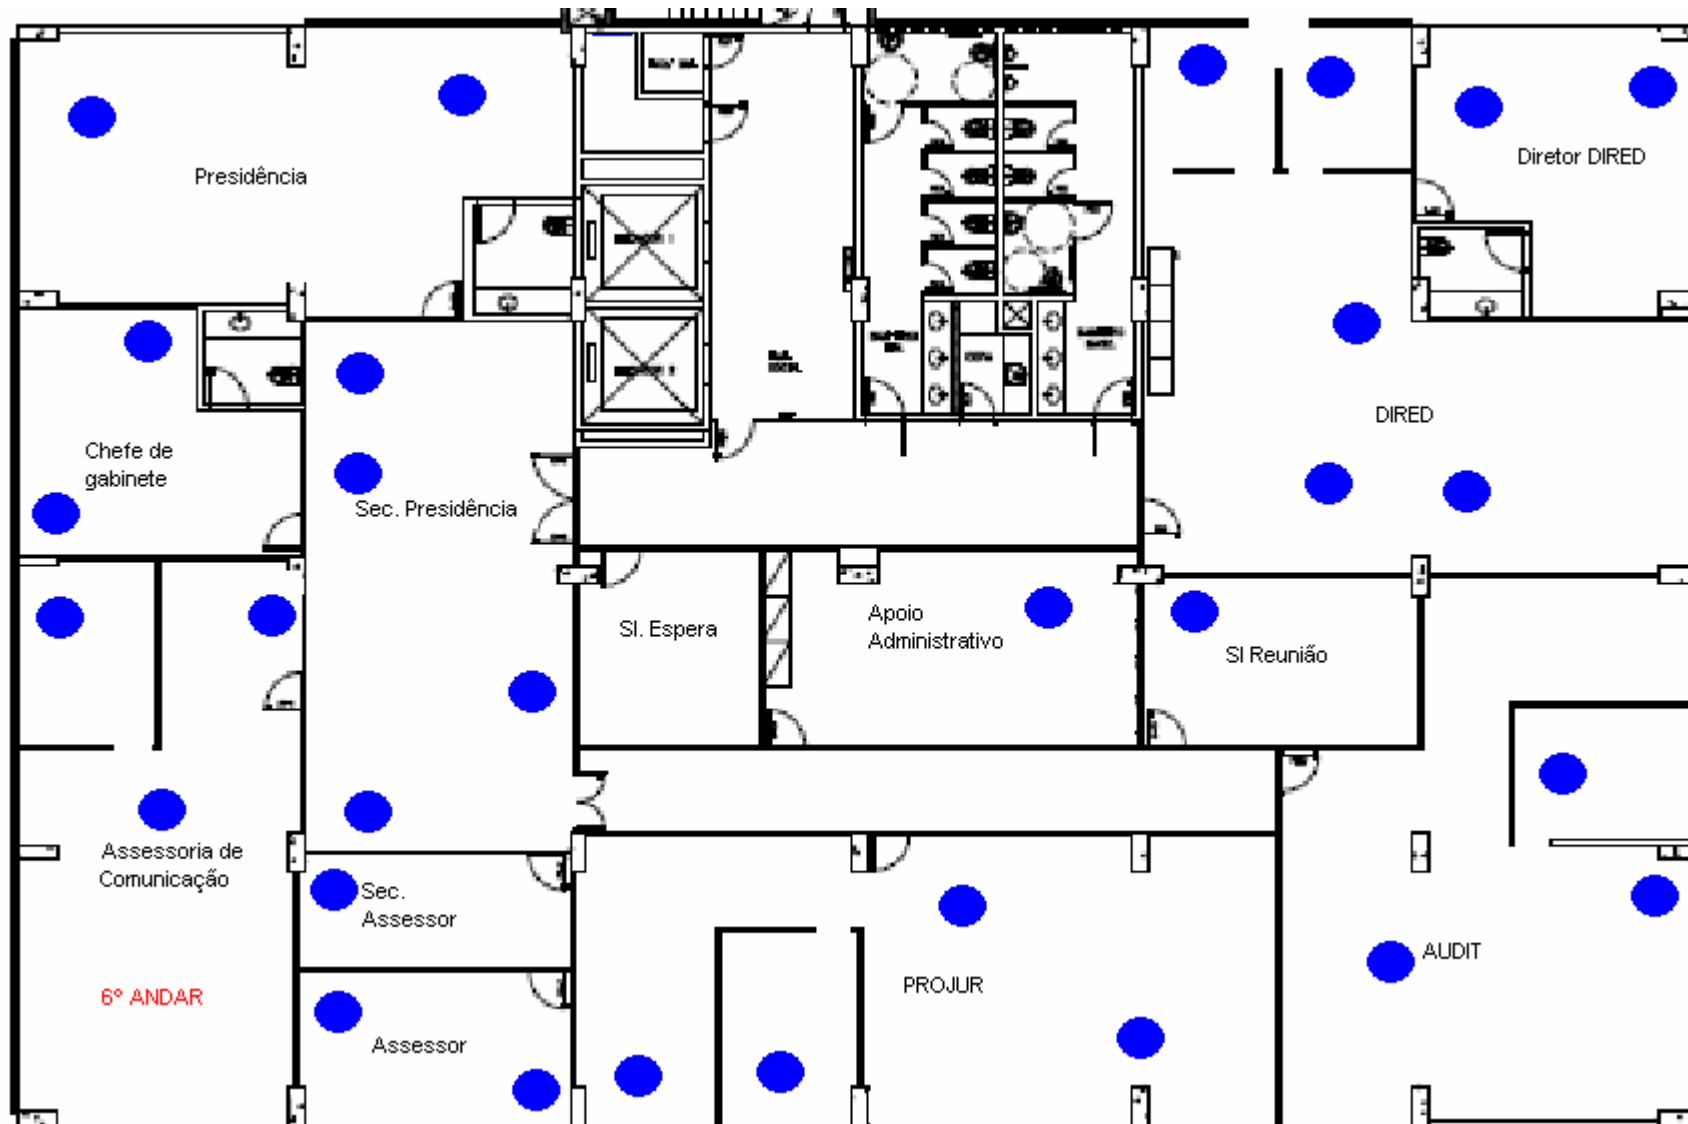 Presidência
Diretor DIRED
Chefe de
gabinete
Sec. Presidência
DIRED
Sl. Espera
Apoio
Administrativo
Sl Reunião
Assessoria de
Comunicação
Sec.
Assessor
AUDIT
PROJUR
6º ANDAR
Assessor